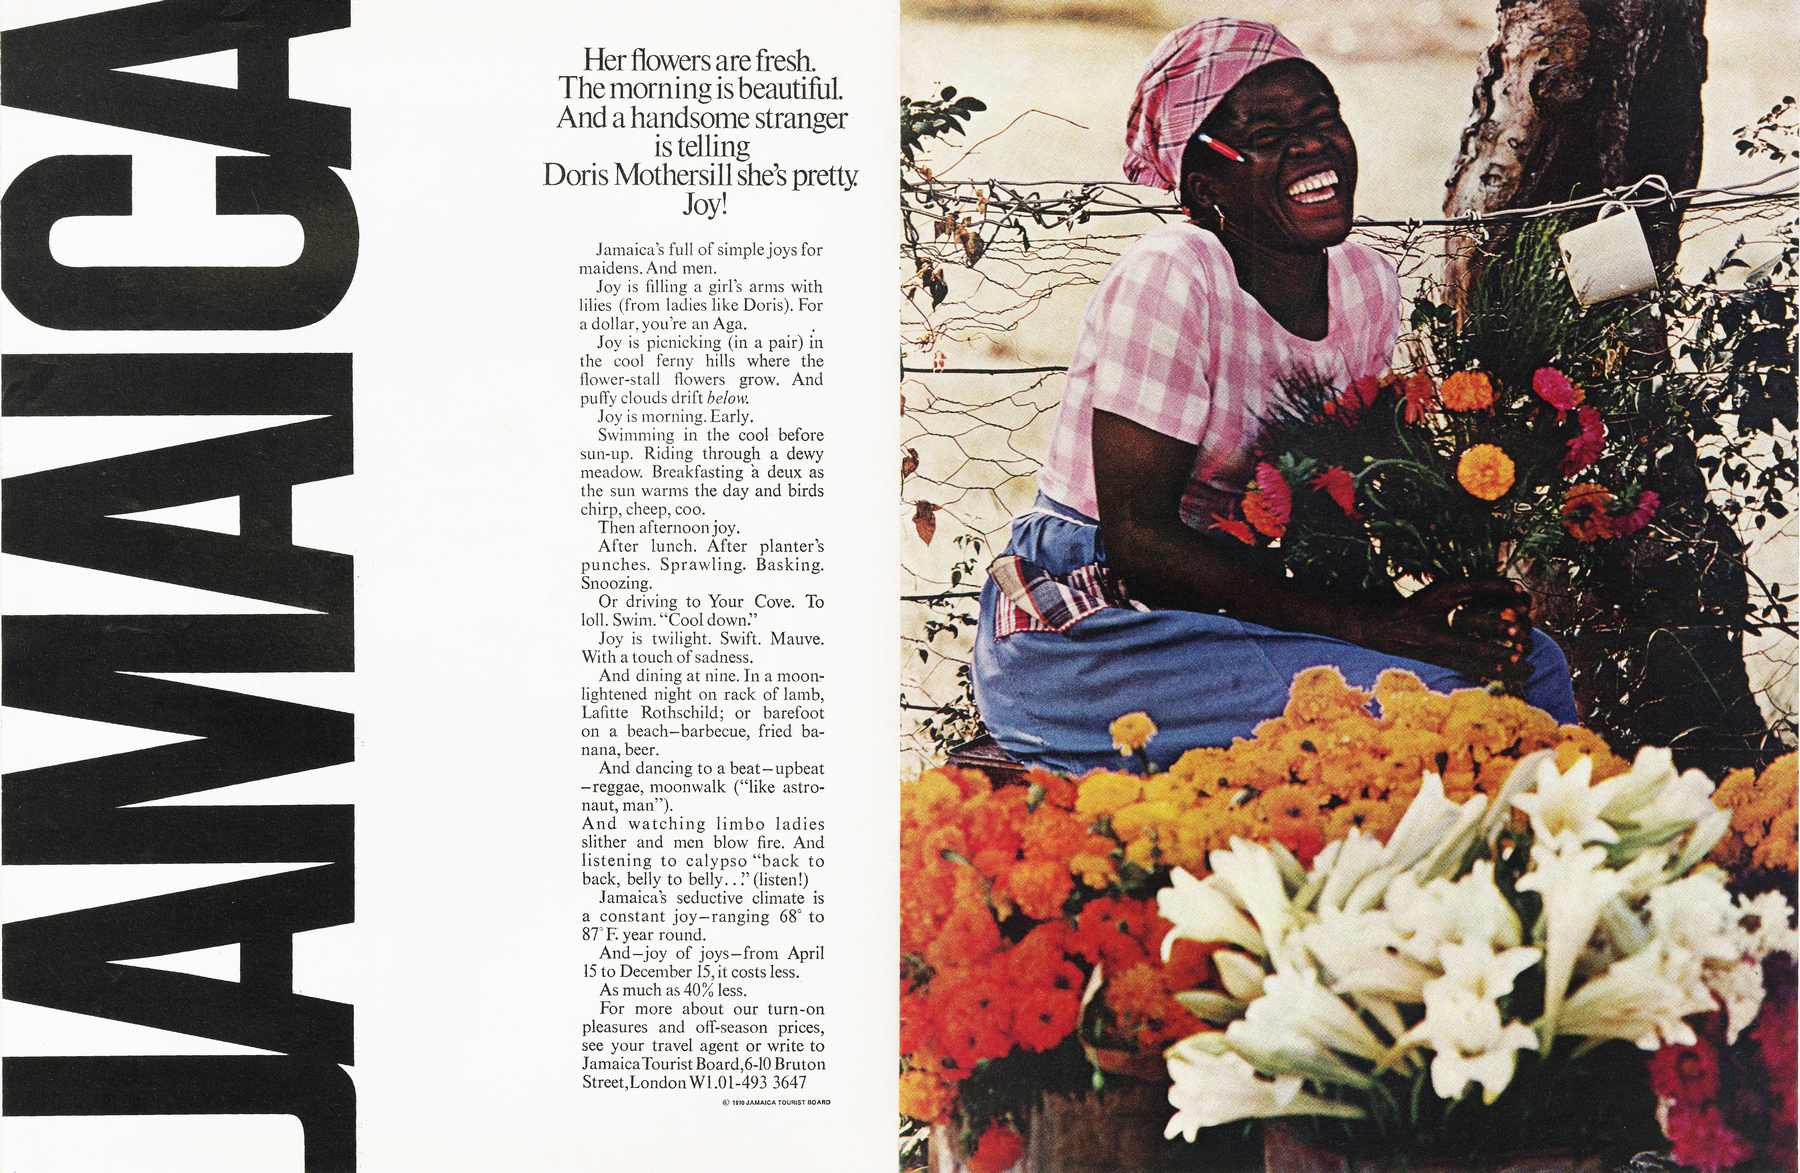 JAMAICA
Her flowers are fresh.
The morning is beautiful.
And a handsome stranger
is telling
Doris Mothersill she's pretty.
Joy!
Jamaica's full of simple joys for
maidens. And men.
Joy is filling a girl's arms with
lilies (from ladies like Doris). For
a dollar, you're an Aga.
Joy is picnicking (in a pair) in
the cool ferny hills where the
flower-stall flowers grow. And
puffy clouds drift below.
Joy is morning. Early.
Swimming in the cool before
sun-up. Riding through a dewy
meadow. Breakfasting à deux as
the sun warms the day and birds
chirp, cheep, coo.
Then afternoon joy.
After lunch. After planter's
punches. Sprawling. Basking.
Snoozing.
Or driving to Your Cove. To
loll. Swim. "Cool down."
Joy is twilight. Swift. Mauve.
With a touch of sadness.
And dining at nine. In a moon-
lightened night on rack of lamb,
Lafitte Rothschild; or barefoot
on a beach—barbecue, fried ba-
nana, beer.
And dancing to a beat—upbeat
—reggae, moonwalk ("like astro-
naut, man").
And watching limbo ladies
slither and men blow fire. And
listening to calypso "back to
back, belly to belly..." (listen!)
Jamaica's seductive climate is
a constant joy—ranging 68° to
87°F. year round.
And—joy of joys—from April
15 to December 15, it costs less.
As much as 40% less.
For more about our turn-on
pleasures and off-season prices,
see your travel agent or write to
Jamaica Tourist Board, 6-10 Bruton
Street, London W1. 01-493 3647
© 1970 JAMAICA TOURIST BOARD